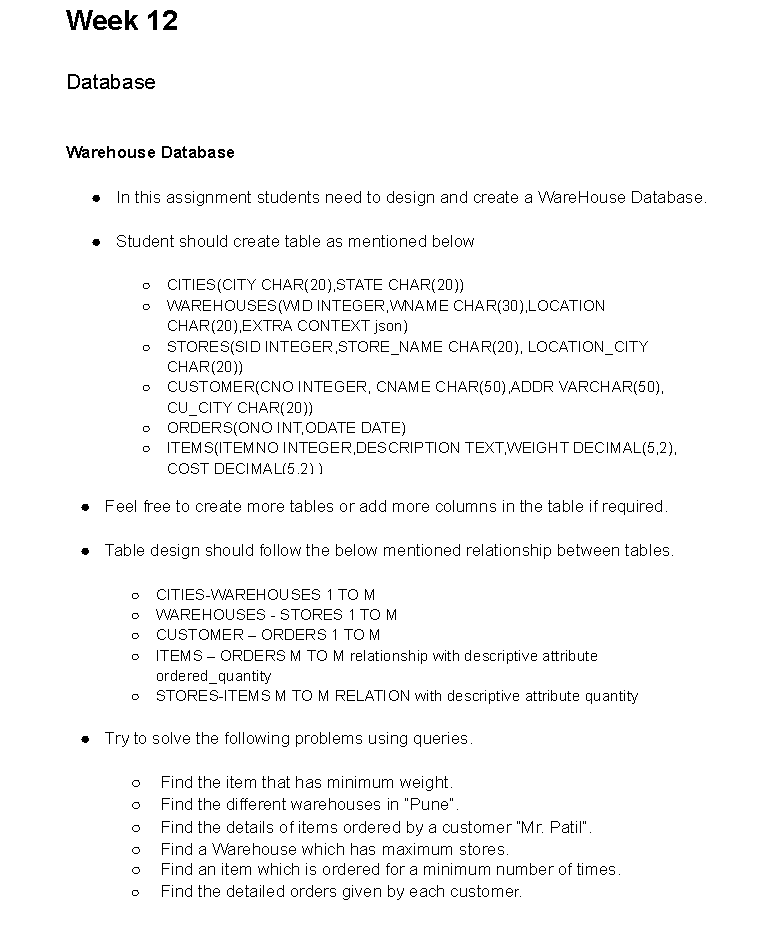 Week 12
Database
Warehouse Database
● In this assignment students need to design and create a WareHouse Database.
● Student should create table as mentioned below
○ CITIES(CITY CHAR(20),STATE CHAR(20))
○ WAREHOUSES(WID INTEGER,WNAME CHAR(30),LOCATION
CHAR(20),EXTRA CONTEXT json)
○ STORES(SID INTEGER,STORE_NAME CHAR(20), LOCATION_CITY
CHAR(20))
○ CUSTOMER(CNO INTEGER, CNAME CHAR(50),ADDR VARCHAR(50),
CU_CITY CHAR(20))
○ ORDERS(ONO INT,ODATE DATE)
○ ITEMS(ITEMNO INTEGER,DESCRIPTION TEXT,WEIGHT DECIMAL(5,2),
COST DECIMAL(5,2) )
● Feel free to create more tables or add more columns in the table if required.
● Table design should follow the below mentioned relationship between tables.
○ CITIES-WAREHOUSES 1 TO M
○ WAREHOUSES - STORES 1 TO M
○ CUSTOMER – ORDERS 1 TO M
○ ITEMS – ORDERS M TO M relationship with descriptive attribute
ordered_quantity
○ STORES-ITEMS M TO M RELATION with descriptive attribute quantity
● Try to solve the following problems using queries.
○ Find the item that has minimum weight.
○ Find the different warehouses in “Pune”.
○ Find the details of items ordered by a customer “Mr. Patil”.
○ Find a Warehouse which has maximum stores.
○ Find an item which is ordered for a minimum number of times.
○ Find the detailed orders given by each customer.